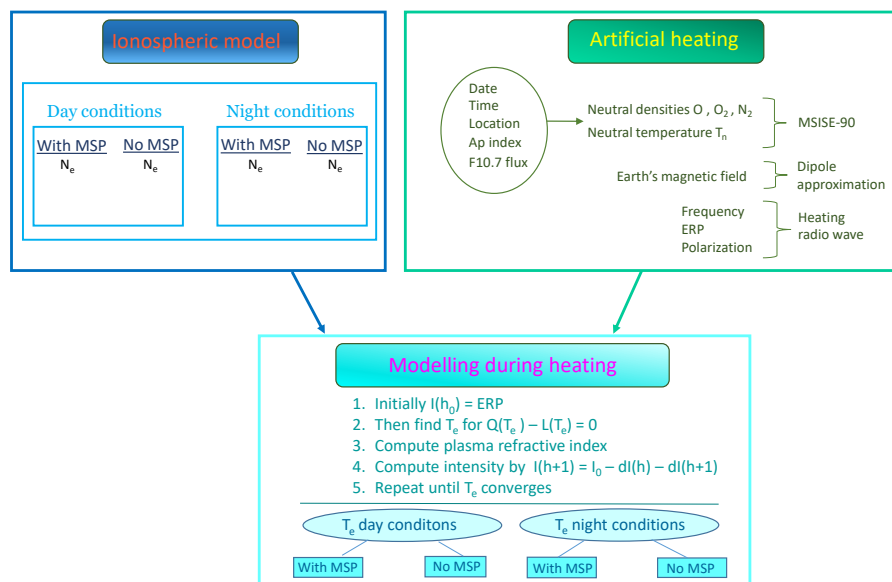 Ionospheric model
Day conditions
Night conditions
With MSP
No MSP
With MSP
No MSP
Nₑ
Nₑ
Nₑ
Nₑ
Artificial heating
Date
Time
Location
Ap index
F10.7 flux
Neutral densities O , O₂ , N₂
Neutral temperature Tₙ
MSISE-90
Earth's magnetic field
Dipole
approximation
Frequency
ERP
Polarization
Heating
radio wave
Modelling during heating
1. Initially I(h₀) = ERP
2. Then find Tₑ for Q(Tₑ ) – L(Tₑ) = 0
3. Compute plasma refractive index
4. Compute intensity by I(h+1) = I₀ – dI(h) – dI(h+1)
5. Repeat until Tₑ converges
Tₑ day conditons
Tₑ night conditions
With MSP
No MSP
With MSP
No MSP